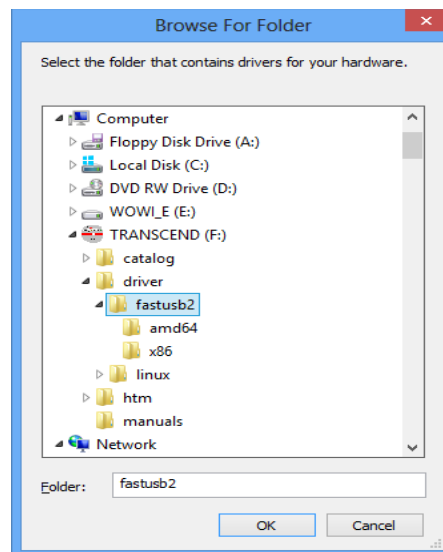 Browse For Folder
Select the folder that contains drivers for your hardware.
Computer
Floppy Disk Drive (A:)
Local Disk (C:)
DVD RW Drive (D:)
WOWI_E (E:)
TRANSCEND (F:)
catalog
driver
fastusb2
amd64
x86
linux
htm
manuals
Network
Folder: fastusb2
OK Cancel